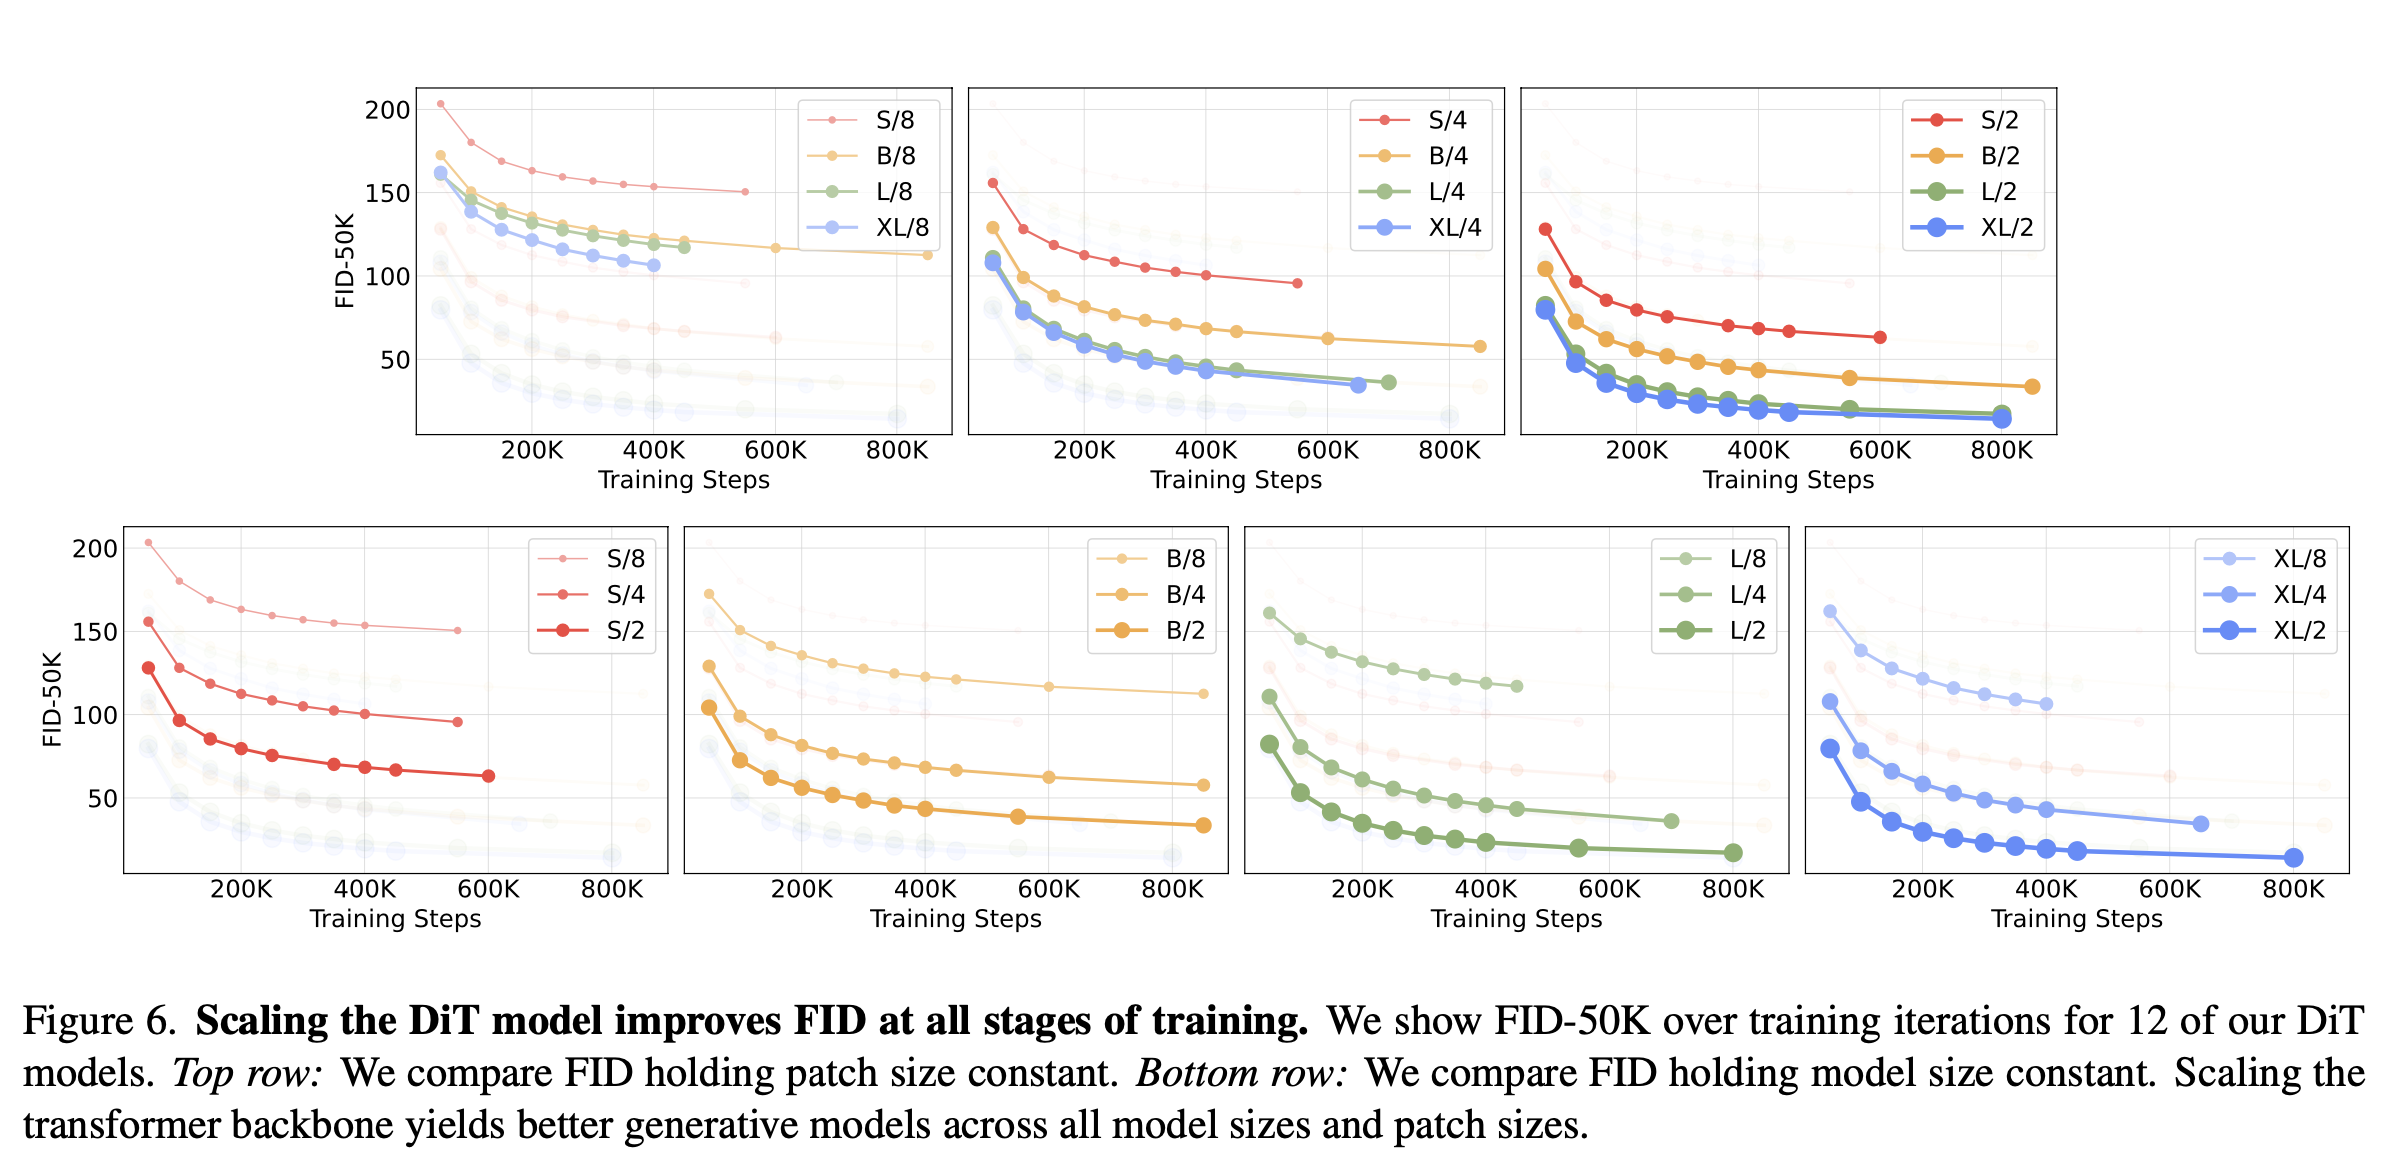 200
150
100
50
FID-50K
S/8
B/8
L/8
XL/8
200K 400K 600K 800K
Training Steps
S/4
B/4
L/4
XL/4
200K 400K 600K 800K
Training Steps
S/2
B/2
L/2
XL/2
200K 400K 600K 800K
Training Steps
200
150
100
50
FID-50K
S/8
S/4
S/2
200K 400K 600K 800K
Training Steps
B/8
B/4
B/2
200K 400K 600K 800K
Training Steps
L/8
L/4
L/2
200K 400K 600K 800K
Training Steps
XL/8
XL/4
XL/2
200K 400K 600K 800K
Training Steps
Figure 6. Scaling the DiT model improves FID at all stages of training. We show FID-50K over training iterations for 12 of our DiT
models. Top row: We compare FID holding patch size constant. Bottom row: We compare FID holding model size constant. Scaling the
transformer backbone yields better generative models across all model sizes and patch sizes.